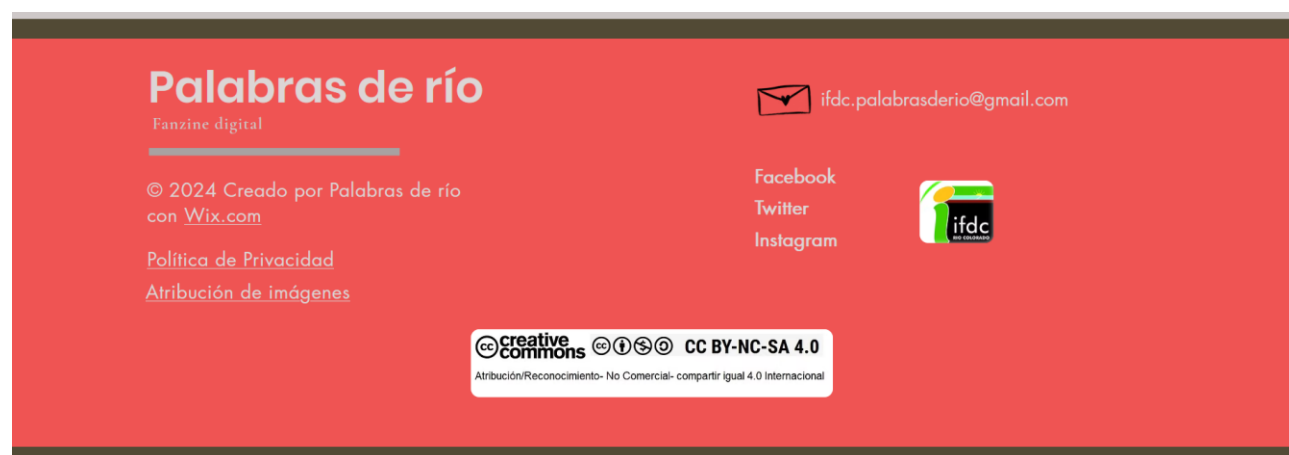 Palabras de río
Fanzine digital
© 2024 Creado por Palabras de río
con Wix.com
Política de Privacidad
Atribución de imágenes
ifdc.palabrasderio@gmail.com
Facebook
Twitter
Instagram
ifdc
RIO COLORADO
creative
commons
CC BY-NC-SA 4.0
Atribución/Reconocimiento- No Comercial- compartir igual 4.0 Internacional